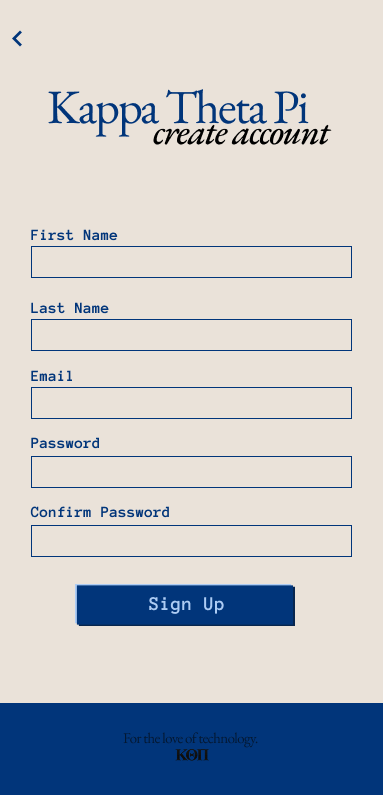 Kappa Theta Pi
create account
First Name
Last Name
Email
Password
Confirm Password
Sign Up
For the love of technology.
ΚΘΠ